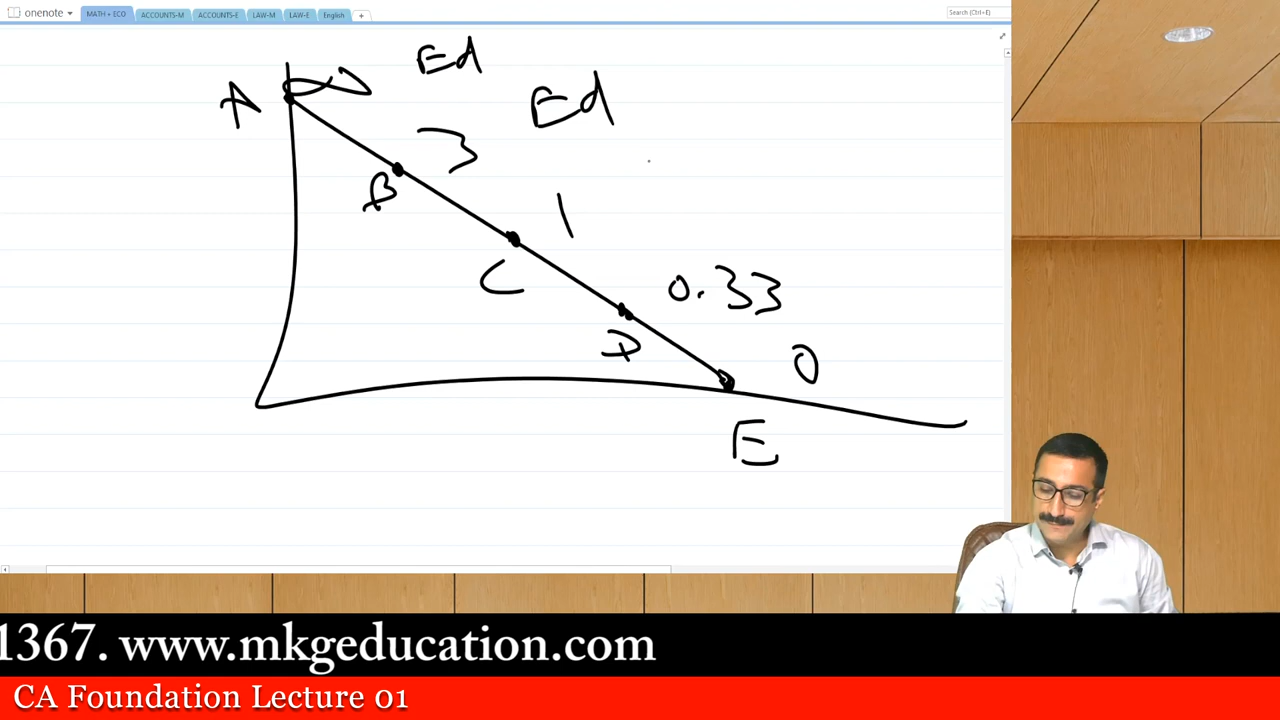 onenote
MATH + ECO
ACCOUNTS-M
ACCOUNTS-E
LAW-M
LAW-E
English
+
Search (Ctrl+E)
A ∞ Ed
Ed
B 3
C 1
D 0.33
E 0
1367. www.mkgeducation.com
CA Foundation Lecture 01